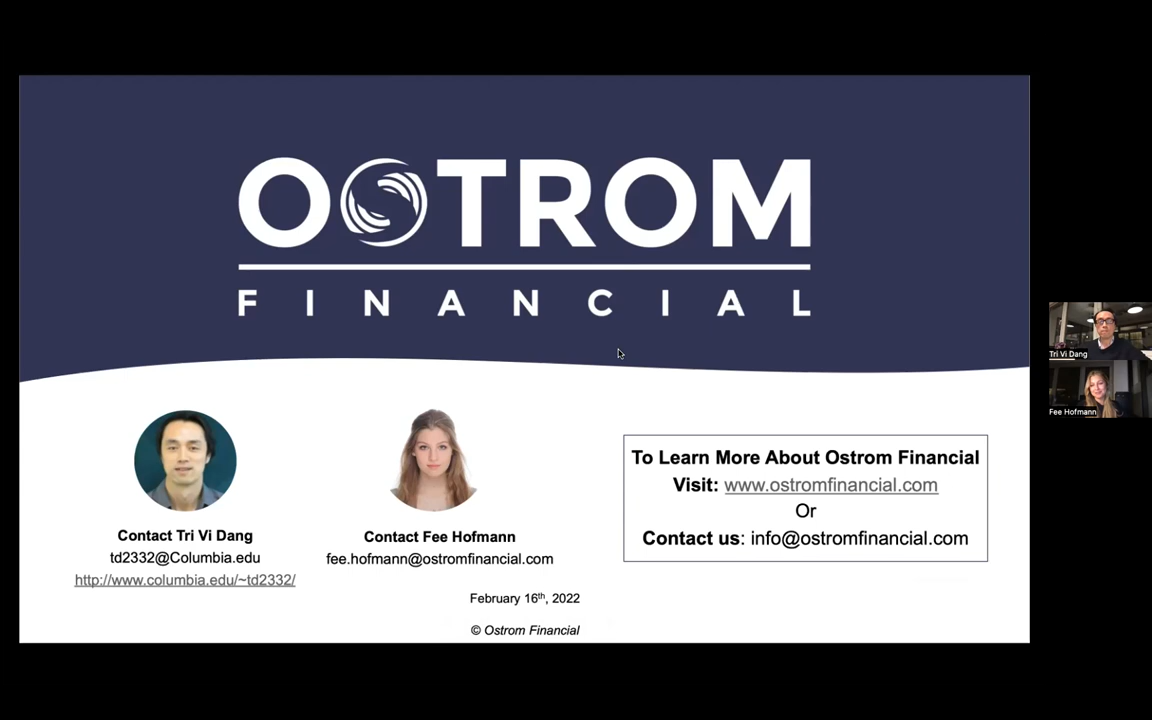 OSTROM
FINANCIAL
Contact Tri Vi Dang
td2332@Columbia.edu
http://www.columbia.edu/~td2332/
Contact Fee Hofmann
fee.hofmann@ostromfinancial.com
To Learn More About Ostrom Financial
Visit: www.ostromfinancial.com
Or
Contact us: info@ostromfinancial.com
February 16th, 2022
© Ostrom Financial
Tri Vi Dang
Fee Hofmann